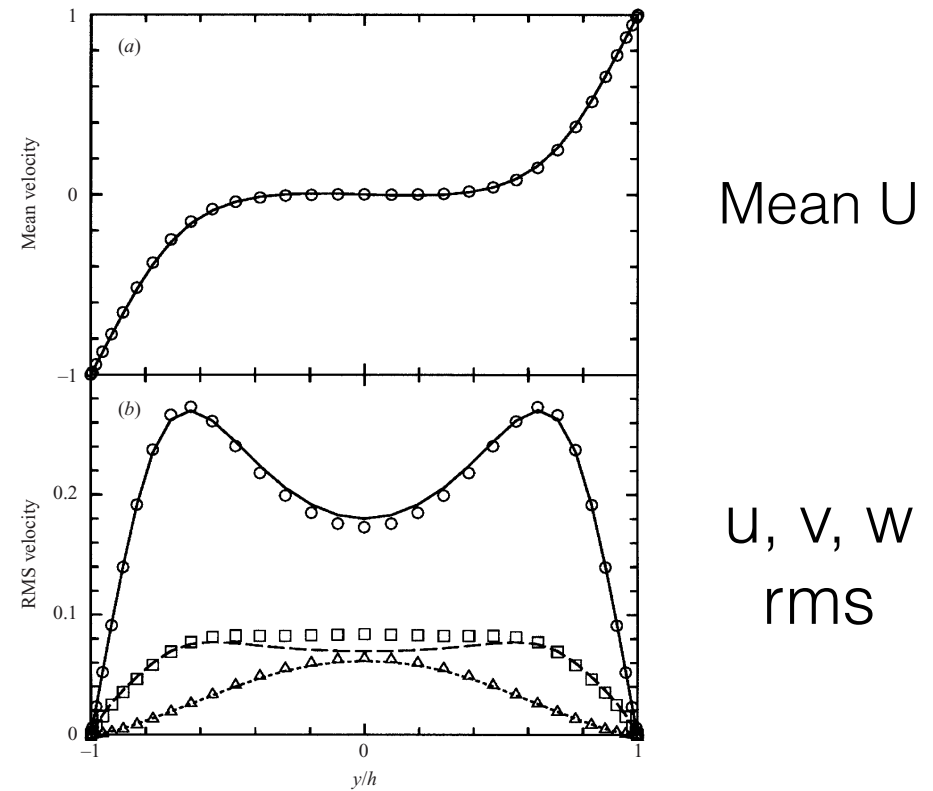 1
(a)
Mean velocity
0
–1
Mean U
(b)
0.2
RMS velocity
0.1
0
u, v, w
rms
–1
0
1
y/h